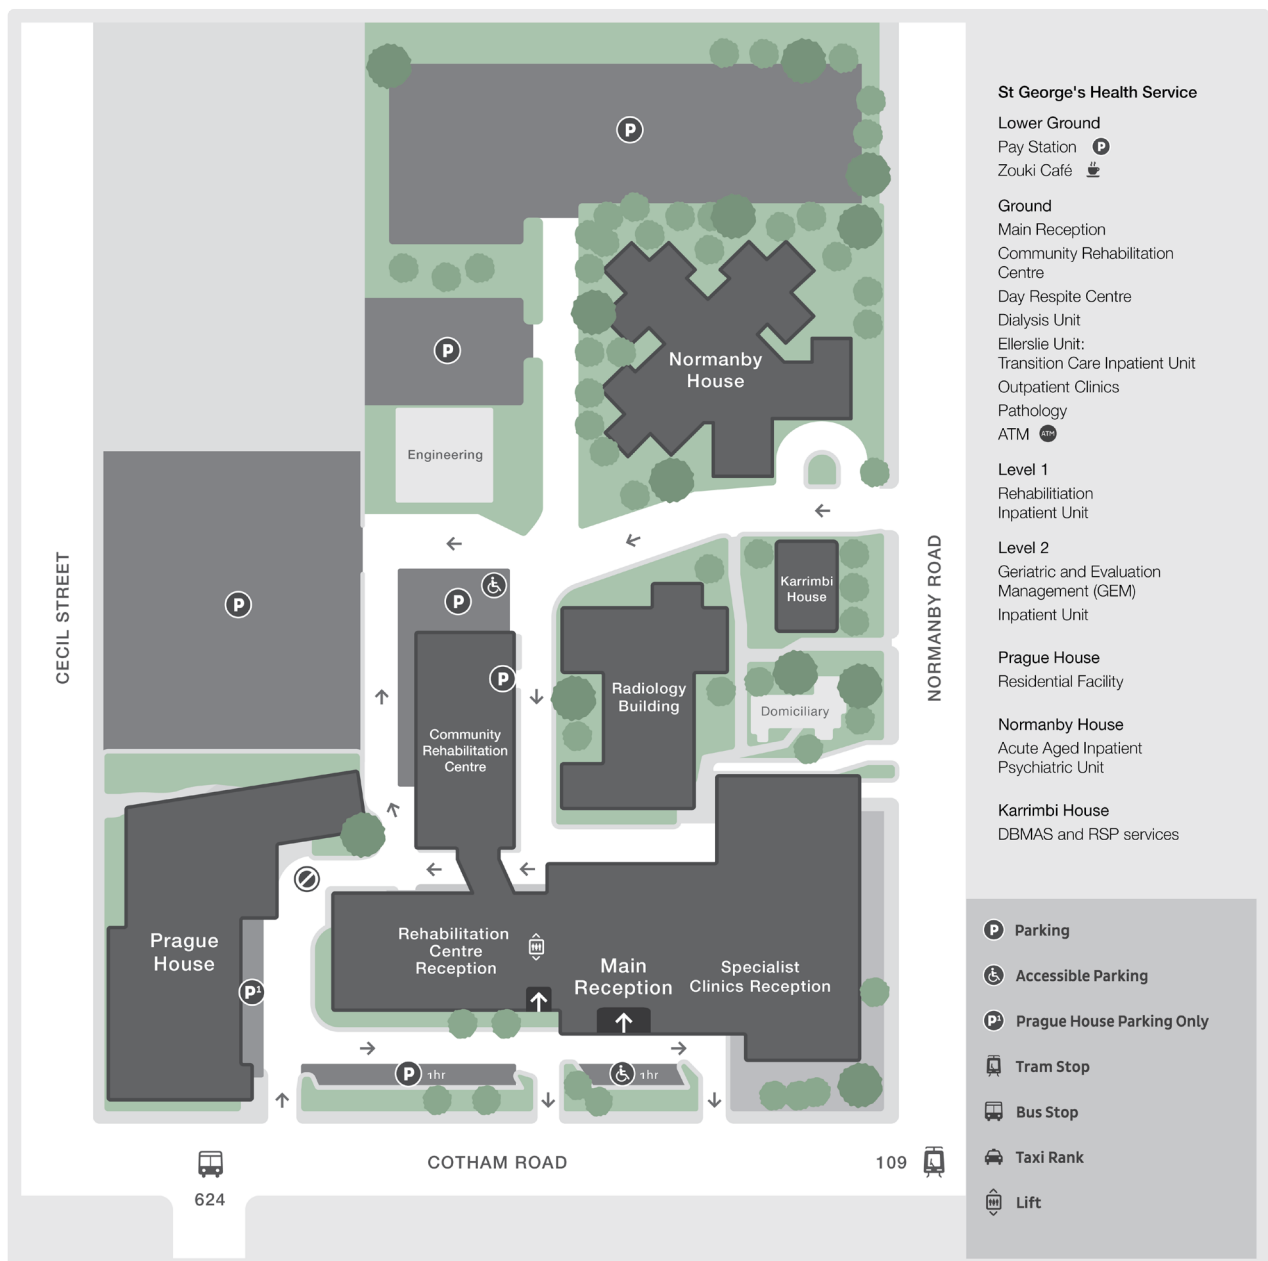 P
P
Normanby
House
Engineering
P
P
Karrimbi
House
P
Radiology
Building
Domiciliary
Community
Rehabilitation
Centre
CECIL STREET
NORMANBY ROAD
Prague
House
P1
Rehabilitation
Centre
Reception
Main
Reception
Specialist
Clinics Reception
P 1hr
1hr
COTHAM ROAD
109
624
St George's Health Service
Lower Ground
Pay Station P
Zouki Café
Ground
Main Reception
Community Rehabilitation
Centre
Day Respite Centre
Dialysis Unit
Ellerslie Unit:
Transition Care Inpatient Unit
Outpatient Clinics
Pathology
ATM ATM
Level 1
Rehabilitiation
Inpatient Unit
Level 2
Geriatric and Evaluation
Management (GEM)
Inpatient Unit
Prague House
Residential Facility
Normanby House
Acute Aged Inpatient
Psychiatric Unit
Karrimbi House
DBMAS and RSP services
P Parking
Accessible Parking
P1 Prague House Parking Only
Tram Stop
Bus Stop
Taxi Rank
Lift